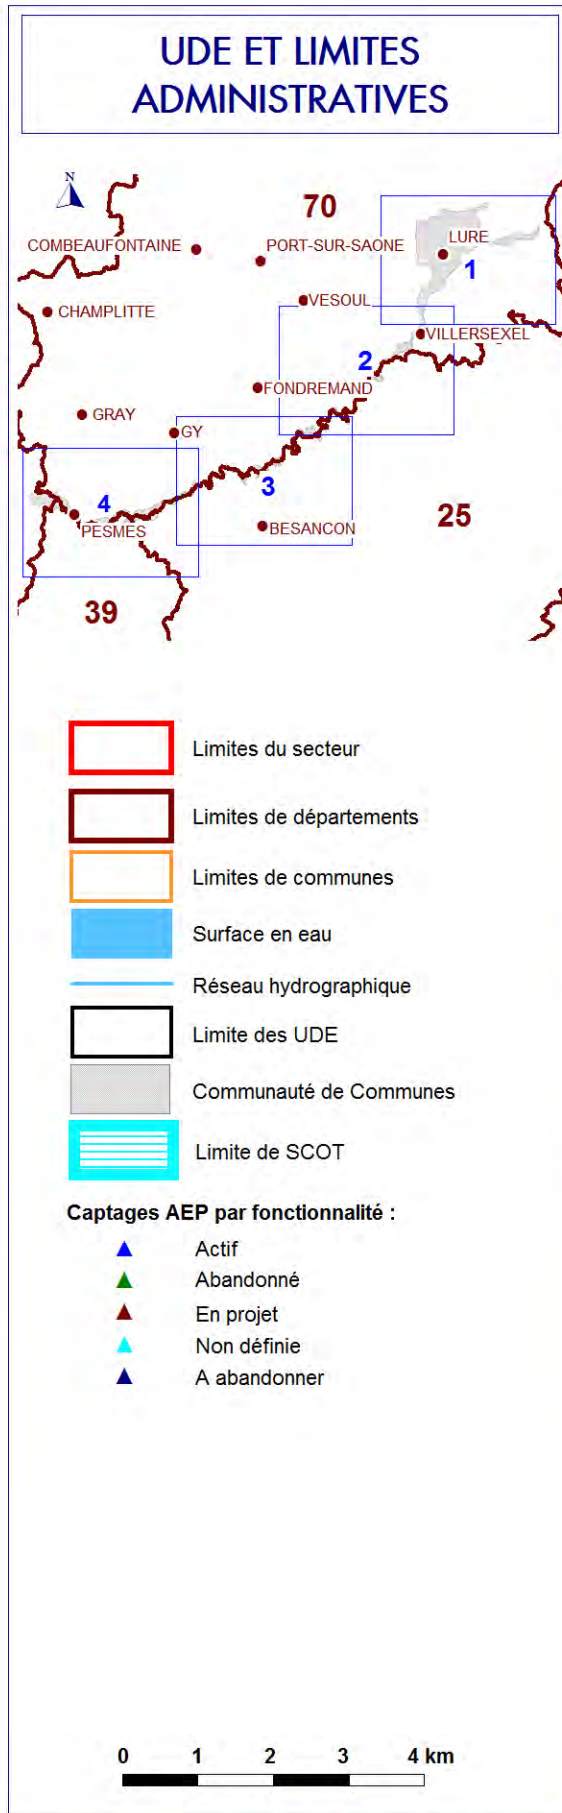 UDE ET LIMITES
ADMINISTRATIVES
N
70
COMBEAUFONTAINE
PORT-SUR-SAONE
LURE
1
VESOUL
CHAMPLITTE
VILLERSEXEL
2
FONDREMAND
GRAY
GY
3
4
PESMES
BESANCON
25
39
Limites du secteur
Limites de départements
Limites de communes
Surface en eau
Réseau hydrographique
Limite des UDE
Communauté de Communes
Limite de SCOT
Captages AEP par fonctionnalité :
Actif
Abandonné
En projet
Non définie
A abandonner
0 1 2 3 4 km